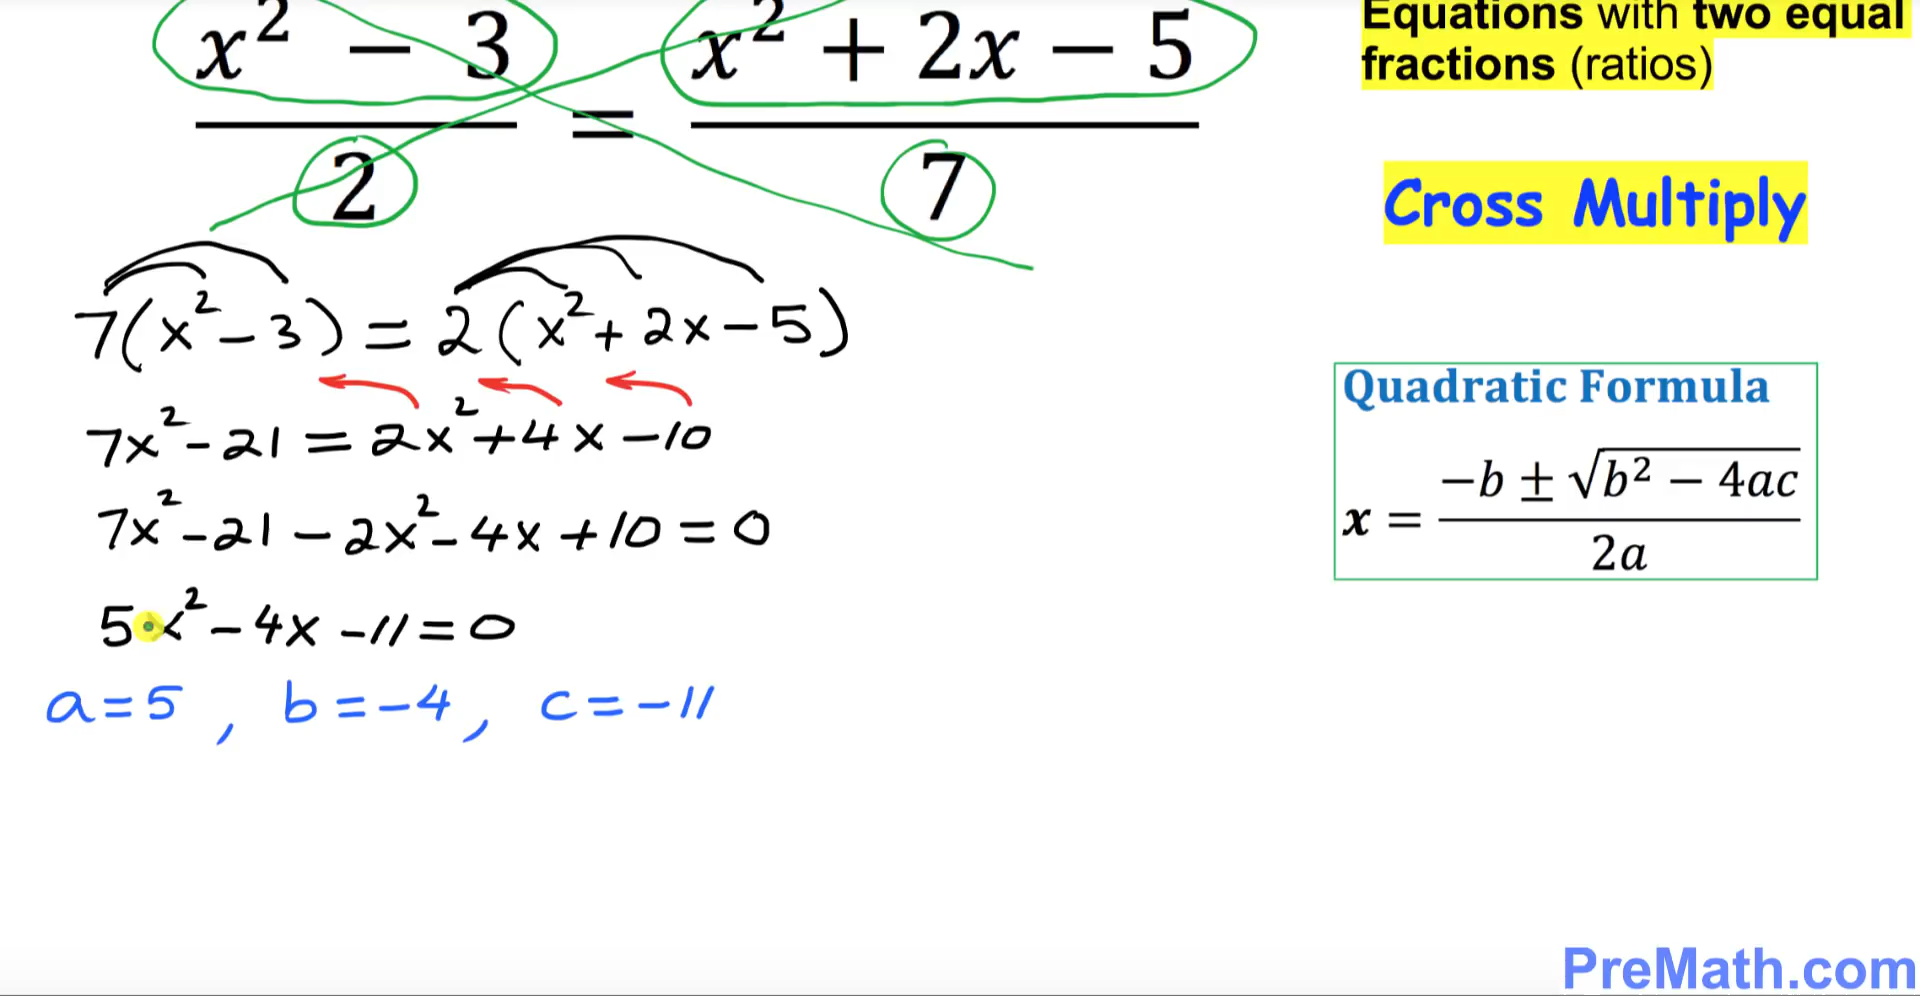 x² − 3 / 2 = x² + 2x − 5 / 7
Equations with two equal
fractions (ratios)
Cross Multiply
7(x² − 3) = 2(x² + 2x − 5)
7x² − 21 = 2x² + 4x − 10
7x² − 21 − 2x² − 4x + 10 = 0
5x² − 4x − 11 = 0
a = 5 , b = −4 , c = −11
Quadratic Formula
x = −b ± √b² − 4ac / 2a
PreMath.com